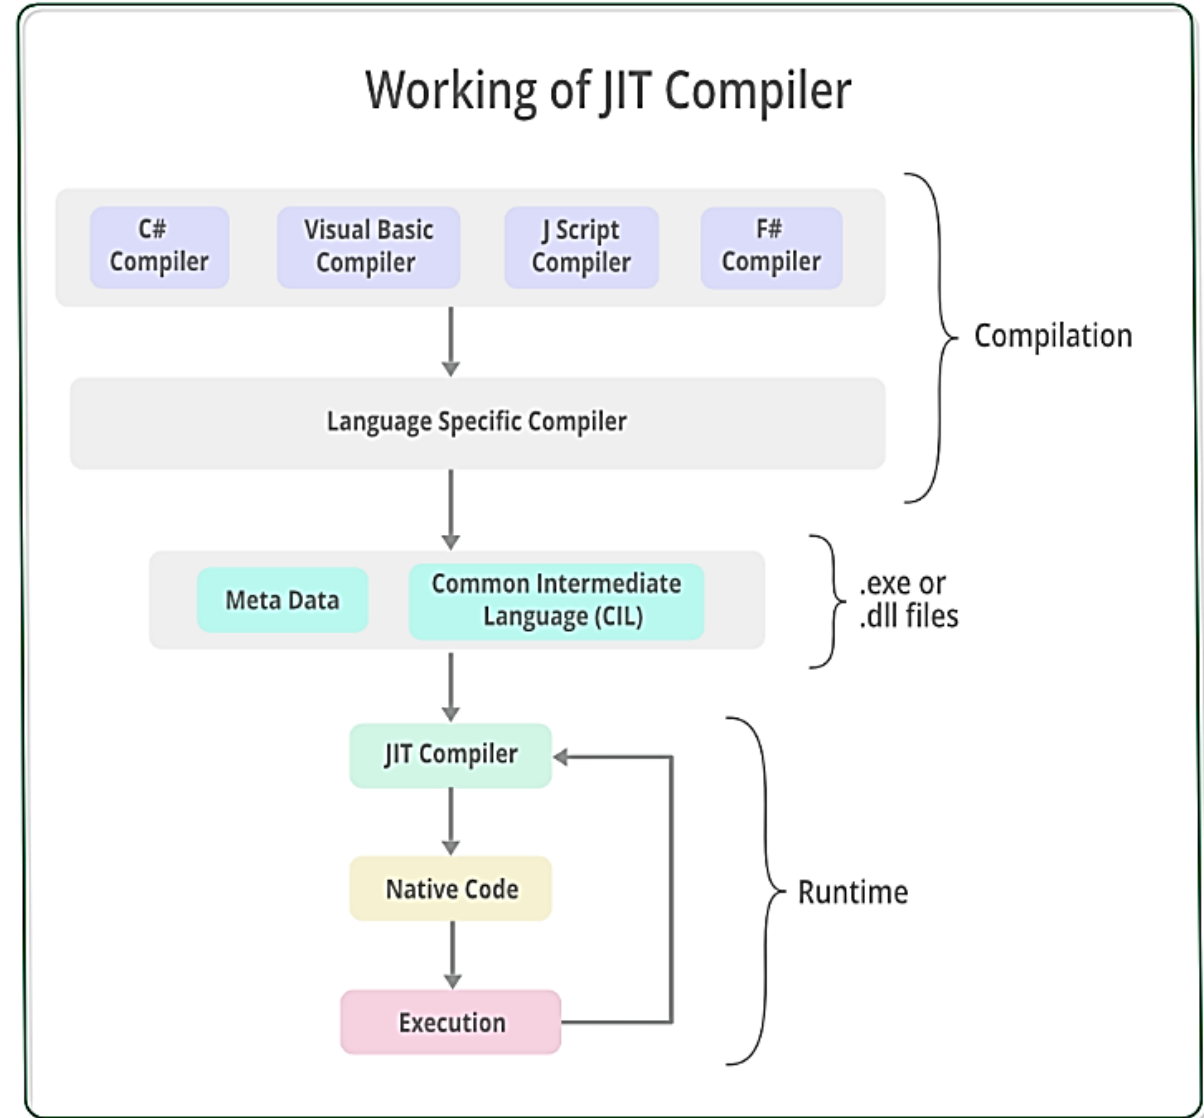 Working of JIT Compiler
C#
Compiler
Visual Basic
Compiler
J Script
Compiler
F#
Compiler
Compilation
Language Specific Compiler
Meta Data
Common Intermediate
Language (CIL)
.exe or
.dll files
JIT Compiler
Native Code
Runtime
Execution